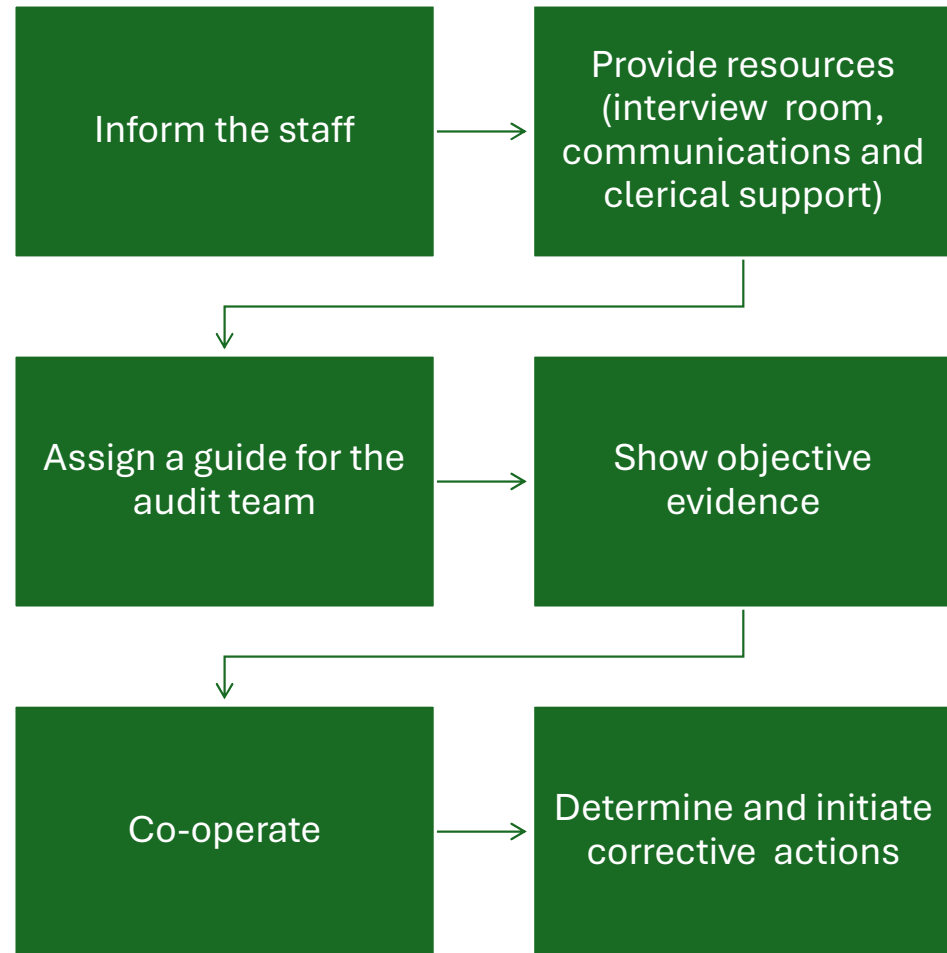 Inform the staff
Provide resources
(interview room,
communications and
clerical support)
Assign a guide for the
audit team
Show objective
evidence
Co-operate
Determine and initiate
corrective actions